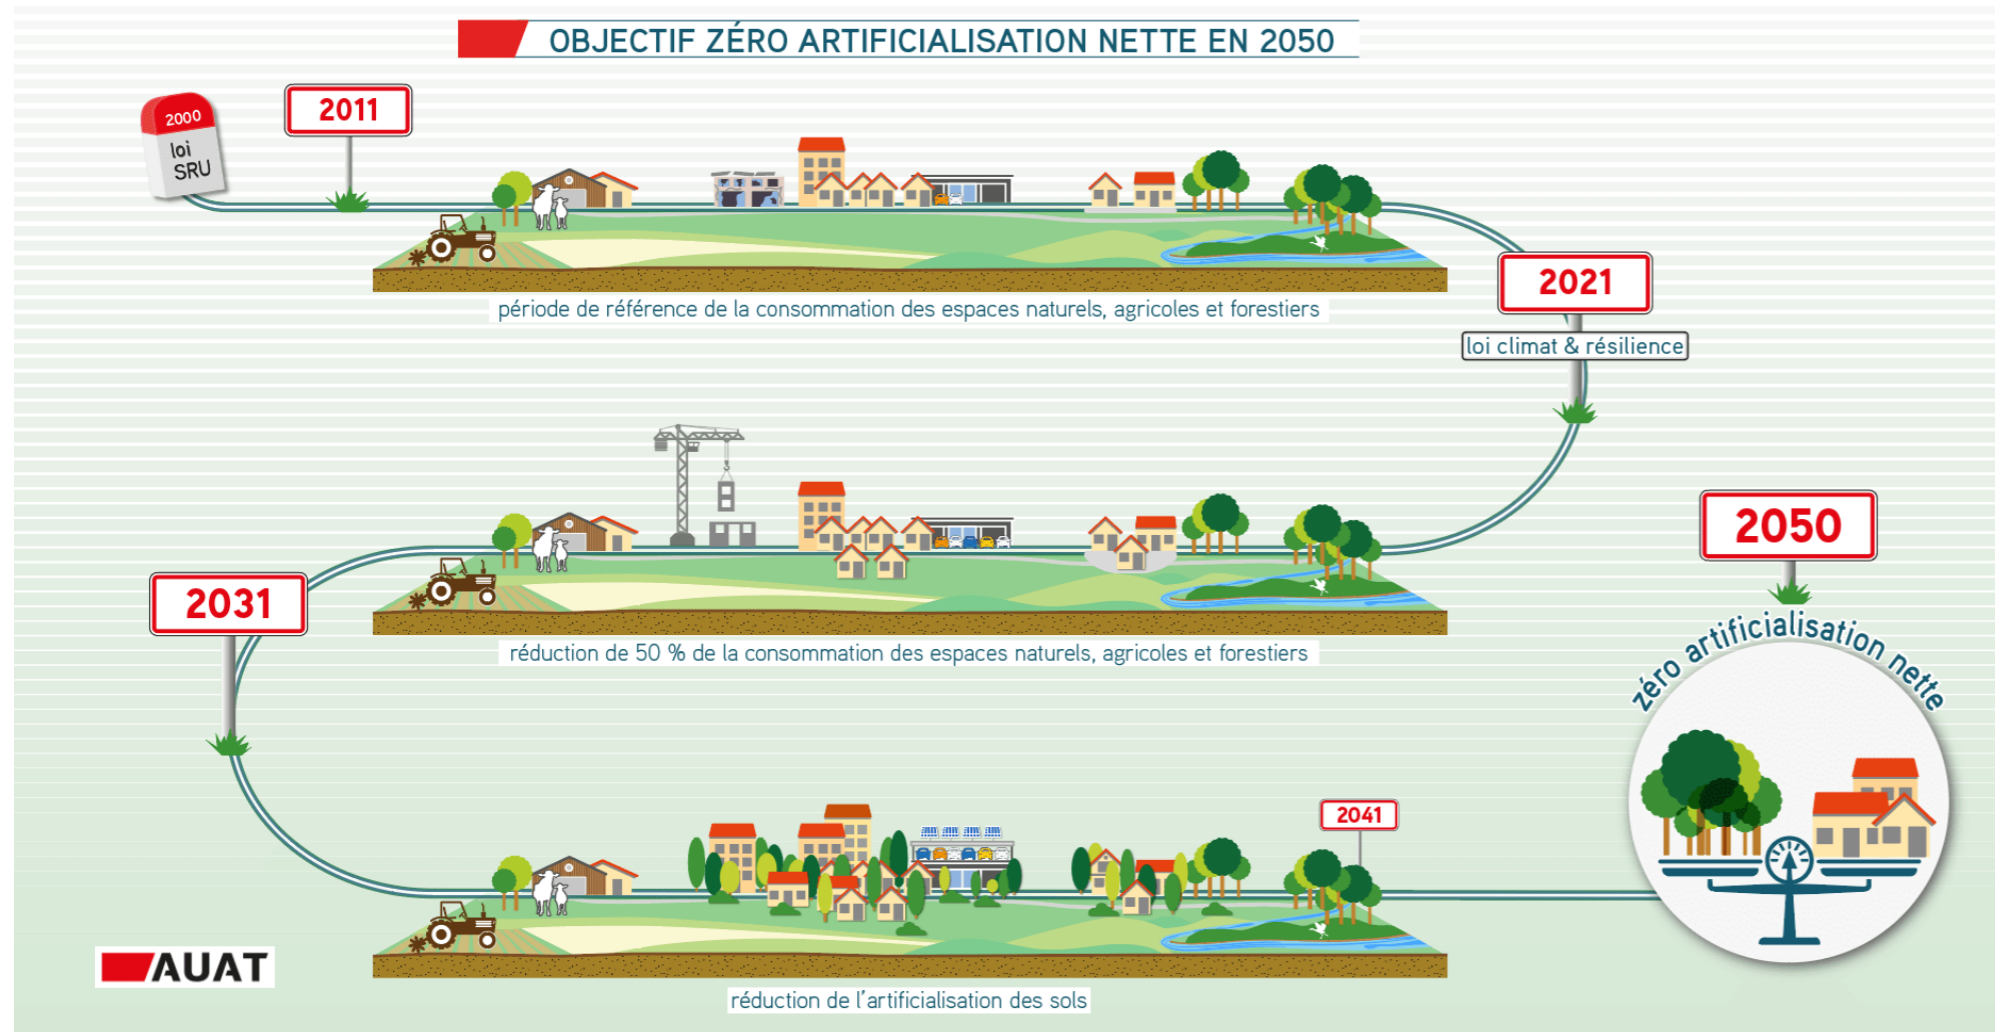 OBJECTIF ZÉRO ARTIFICIALISATION NETTE EN 2050
2000
loi
SRU
2011
période de référence de la consommation des espaces naturels, agricoles et forestiers
2021
loi climat & résilience
réduction de 50 % de la consommation des espaces naturels, agricoles et forestiers
2031
2041
réduction de l'artificialisation des sols
2050
zéro artificialisation nette
AUAT